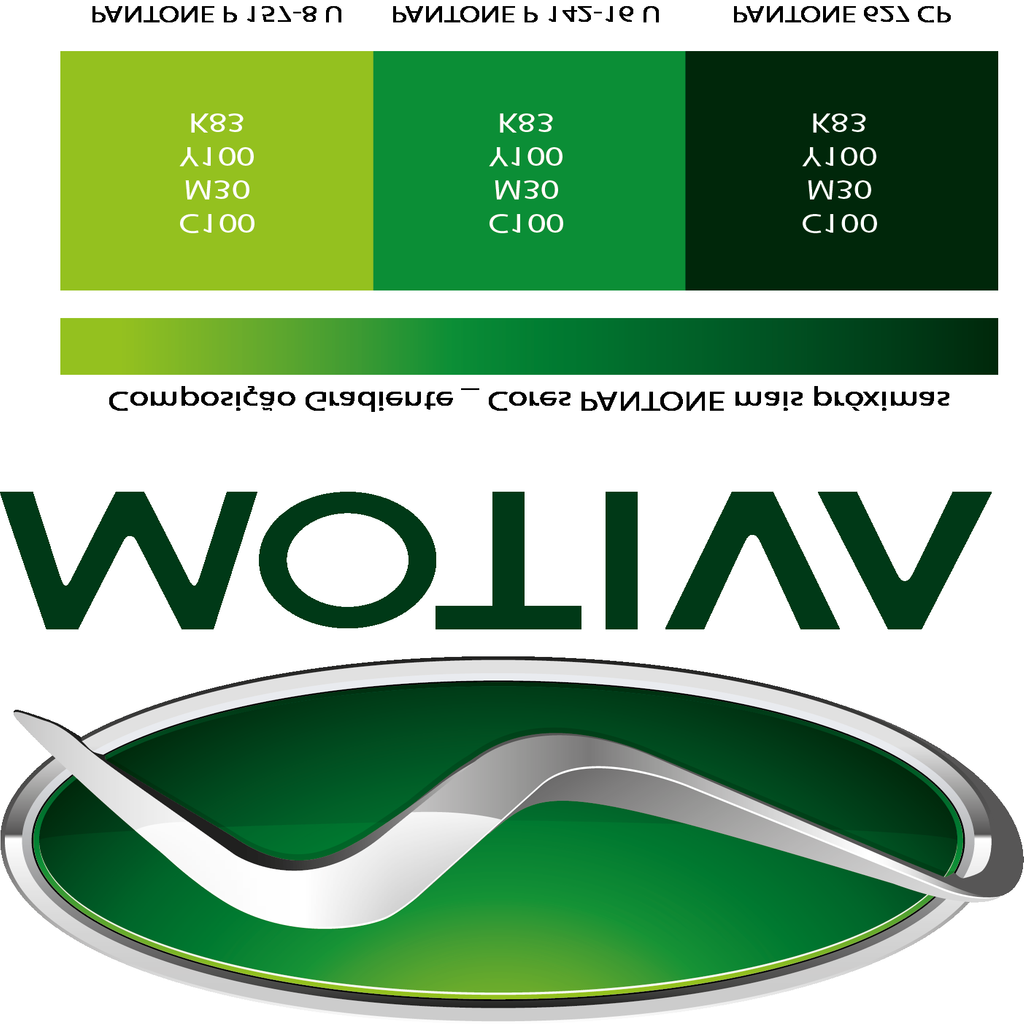 MOTIVA
Composição Gradiente _ Cores PANTONE mais próximas
C100
M30
Y100
K83
C100
M30
Y100
K83
C100
M30
Y100
K83
PANTONE P 157-8 U
PANTONE P 142-16 U
PANTONE 627 CP